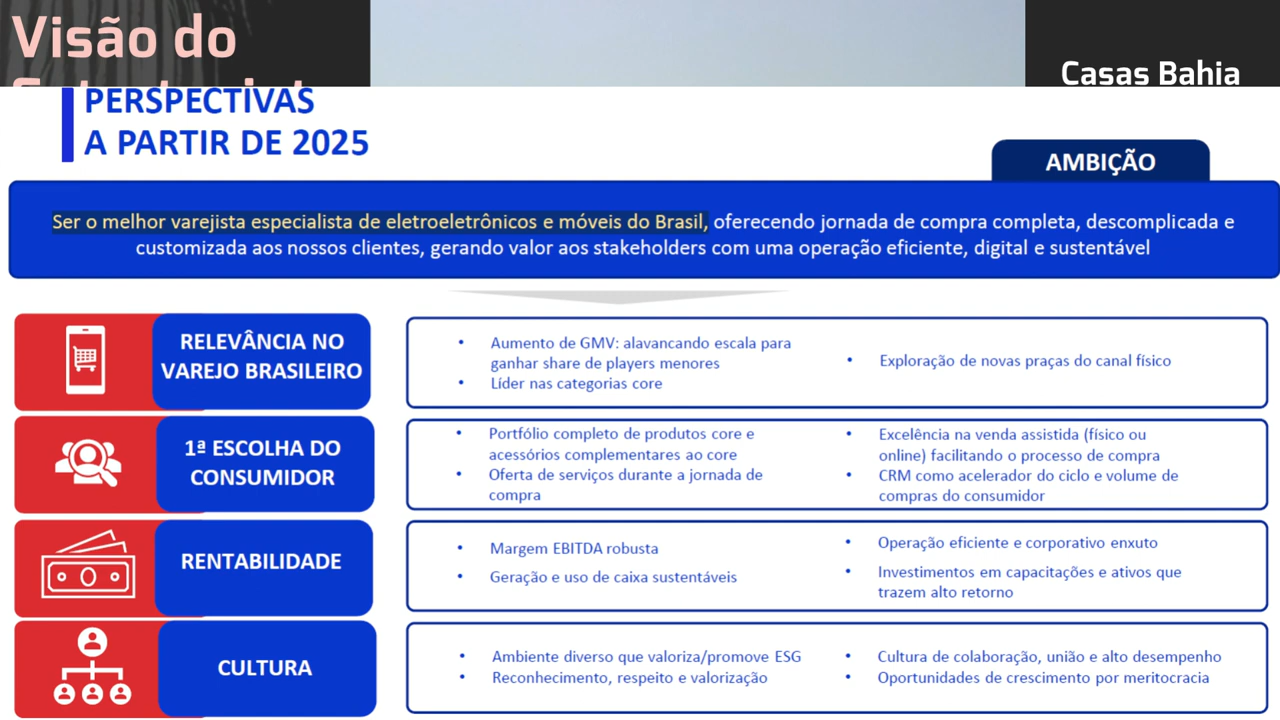 Visão do
Casas Bahia
PERSPECTIVAS
A PARTIR DE 2025
AMBIÇÃO
Ser o melhor varejista especialista de eletroeletrônicos e móveis do Brasil, oferecendo jornada de compra completa, descomplicada e
customizada aos nossos clientes, gerando valor aos stakeholders com uma operação eficiente, digital e sustentável
RELEVÂNCIA NO
VAREJO BRASILEIRO
• Aumento de GMV: alavancando escala para
ganhar share de players menores
• Líder nas categorias core
• Exploração de novas praças do canal físico
1ª ESCOLHA DO
CONSUMIDOR
• Portfólio completo de produtos core e
acessórios complementares ao core
• Oferta de serviços durante a jornada de
compra
• Excelência na venda assistida (físico ou
online) facilitando o processo de compra
• CRM como acelerador do ciclo e volume de
compras do consumidor
RENTABILIDADE
• Margem EBITDA robusta
• Geração e uso de caixa sustentáveis
• Operação eficiente e corporativo enxuto
• Investimentos em capacitações e ativos que
trazem alto retorno
CULTURA
• Ambiente diverso que valoriza/promove ESG
• Reconhecimento, respeito e valorização
• Cultura de colaboração, união e alto desempenho
• Oportunidades de crescimento por meritocracia